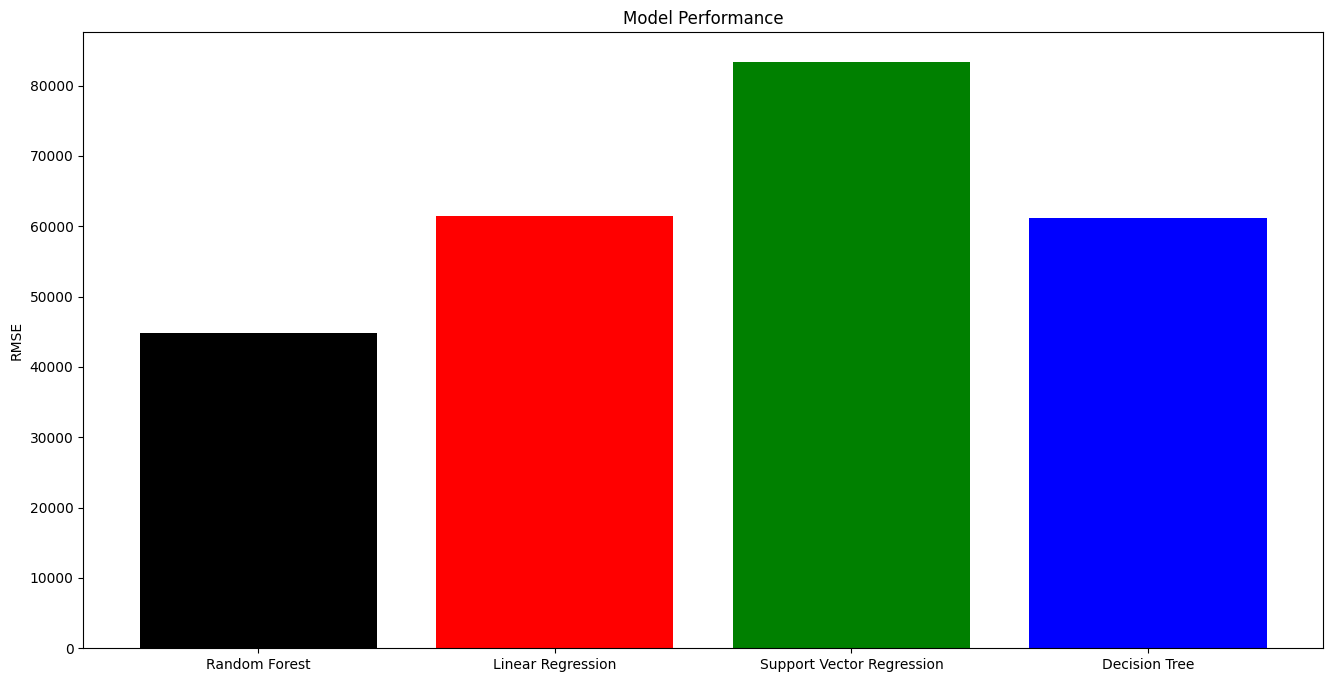 Model Performance
RMSE
80000
70000
60000
50000
40000
30000
20000
10000
0
Random Forest
Linear Regression
Support Vector Regression
Decision Tree